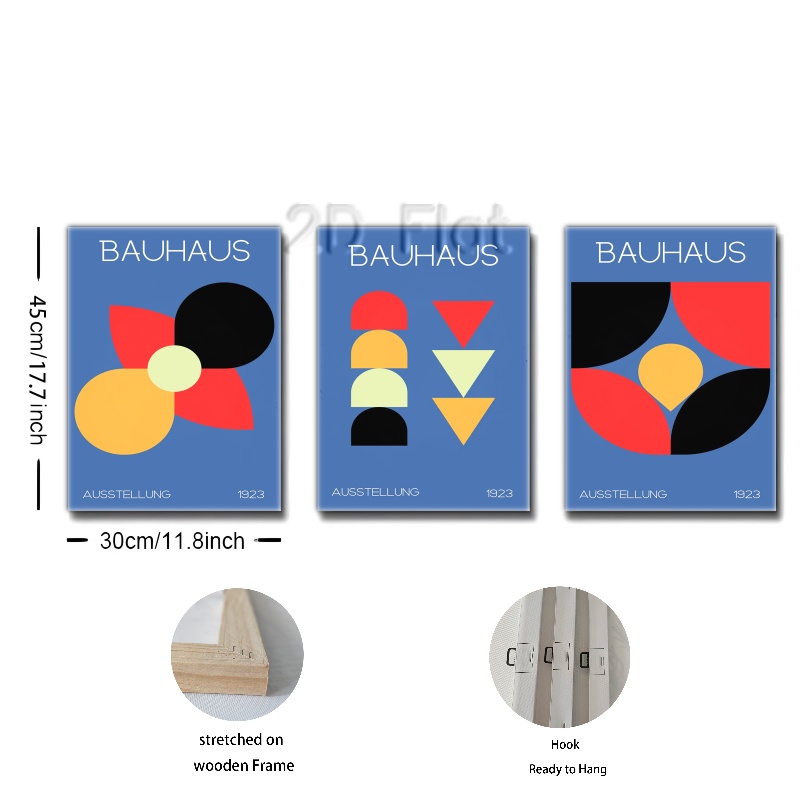 2D Flat
BAUHAUS
BAUHAUS
BAUHAUS
45cm/17.7inch
AUSSTELLUNG 1923
AUSSTELLUNG 1923
AUSSTELLUNG 1923
30cm/11.8inch
stretched on
wooden Frame
Hook
Ready to Hang